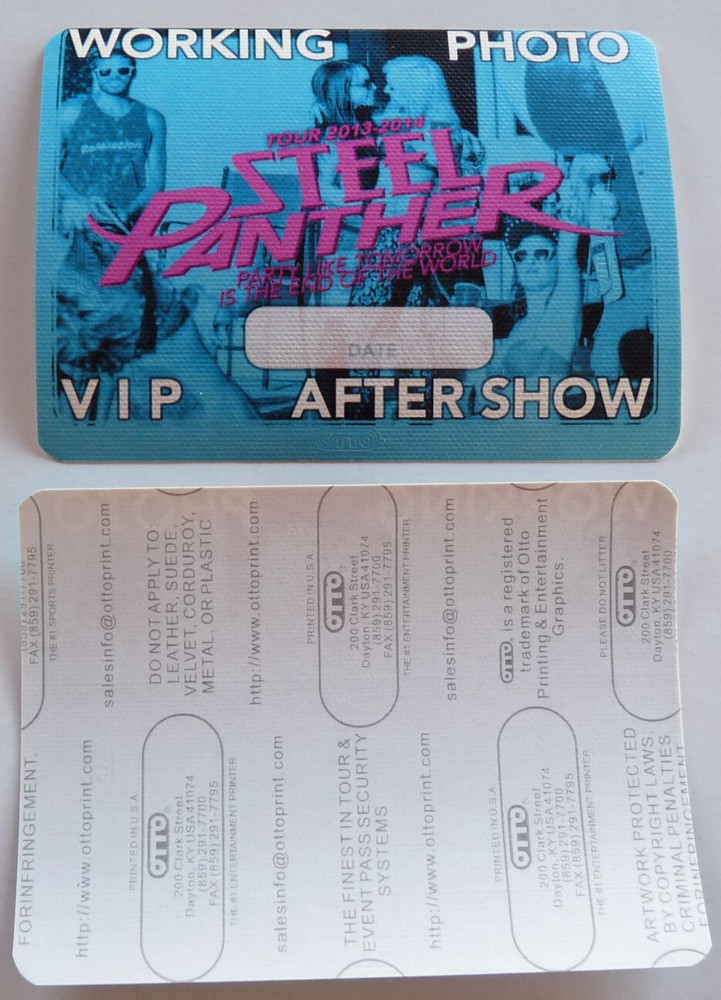 WORKING PHOTO
TOUR 2013-2014
STEEL
PANTHER
PARTY LIKE TOMORROW
IS THE END OF THE WORLD
DATE
VIP AFTER SHOW
OTTO
FAX (859) 291-7795
THE #1 SPORTS PRINTER
salesinfo@ottoprint.com
DO NOT APPLY TO:
LEATHER, SUEDE,
VELVET, CORDUROY,
METAL, OR PLASTIC.
http://www.ottoprint.com
PRINTED IN U.S.A.
OTTO®
200 Clark Street
Dayton, KY USA 41074
(859) 291-7700
FAX (859) 291-7795
THE #1 ENTERTAINMENT PRINTER
salesinfo@ottoprint.com
OTTO® is a registered
trademark of Otto
Printing & Entertainment
Graphics.
PLEASE DO NOT LITTER
OTTO®
200 Clark Street
Dayton, KY USA 41074
(859) 291-7700
FOR INFRINGEMENT.
http://www.ottoprint.com
PRINTED IN U.S.A.
OTTO®
200 Clark Street
Dayton, KY USA 41074
(859) 291-7700
FAX (859) 291-7795
THE #1 ENTERTAINMENT PRINTER
salesinfo@ottoprint.com
THE FINEST IN TOUR &
EVENT PASS SECURITY
SYSTEMS
http://www.ottoprint.com
PRINTED IN U.S.A.
OTTO®
200 Clark Street
Dayton, KY USA 41074
(859) 291-7700
FAX (859) 291-7795
THE #1 ENTERTAINMENT PRINTER
ARTWORK PROTECTED
BY COPYRIGHT LAWS.
CRIMINAL PENALTIES
FOR INFRINGEMENT